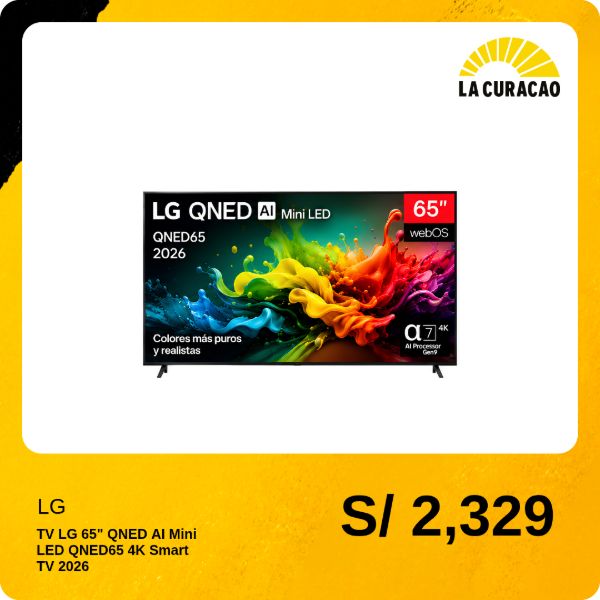 LA CURACAO
LG QNED AI Mini LED
65"
webOS
QNED65
2026
Colores más puros
y realistas
α7 4K
AI Processor
Gen9
LG
TV LG 65" QNED AI Mini
LED QNED65 4K Smart
TV 2026
S/ 2,329